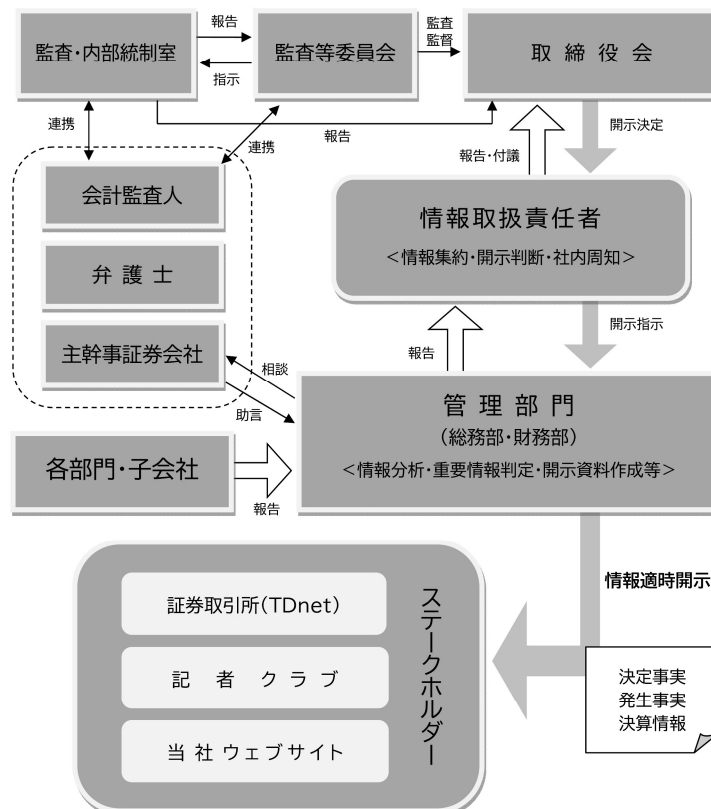 監査・内部統制室
報告
指示
監査等委員会
監査
監督
取締役会
連携
連携
報告
開示決定
報告・付議
会計監査人
弁護士
主幹事証券会社
情報取扱責任者
<情報集約・開示判断・社内周知>
報告
開示指示
相談
助言
管理部門
(総務部・財務部)
<情報分析・重要情報判定・開示資料作成等>
各部門・子会社
報告
情報適時開示
証券取引所(TDnet)
記者クラブ
当社ウェブサイト
ステークホルダー
決定事実
発生事実
決算情報